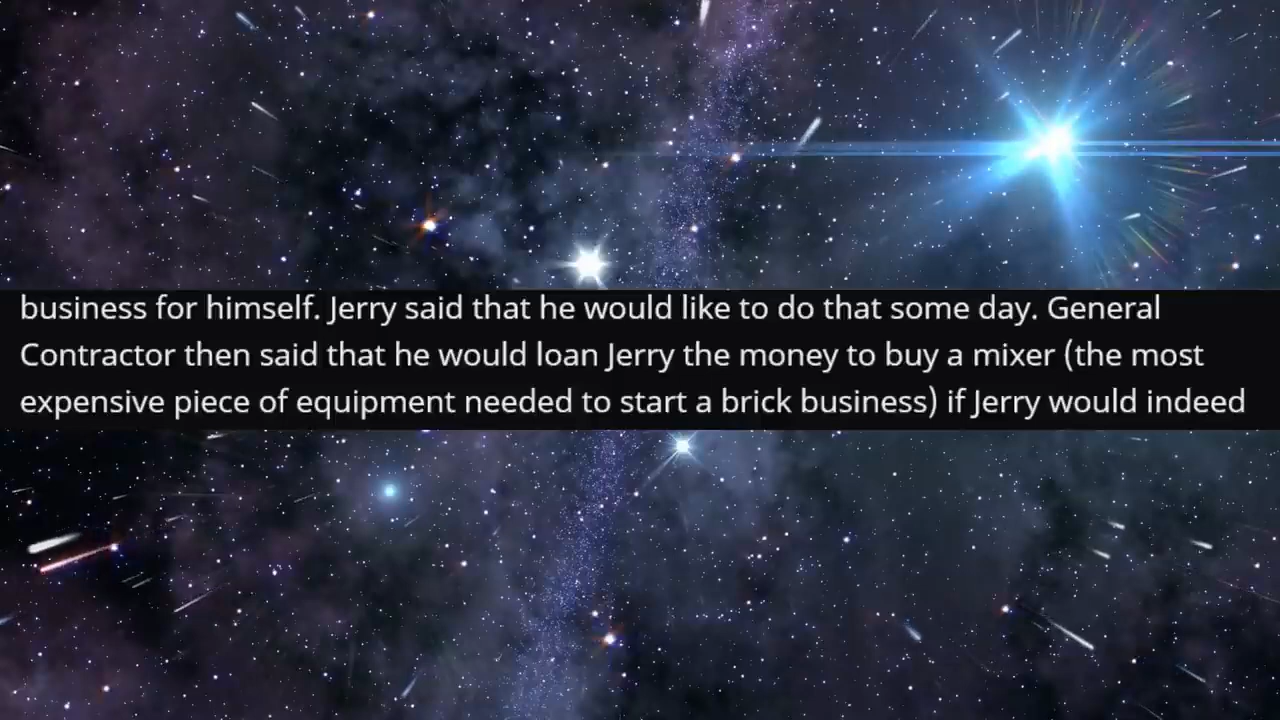 business for himself. Jerry said that he would like to do that some day. General
Contractor then said that he would loan Jerry the money to buy a mixer (the most
expensive piece of equipment needed to start a brick business) if Jerry would indeed